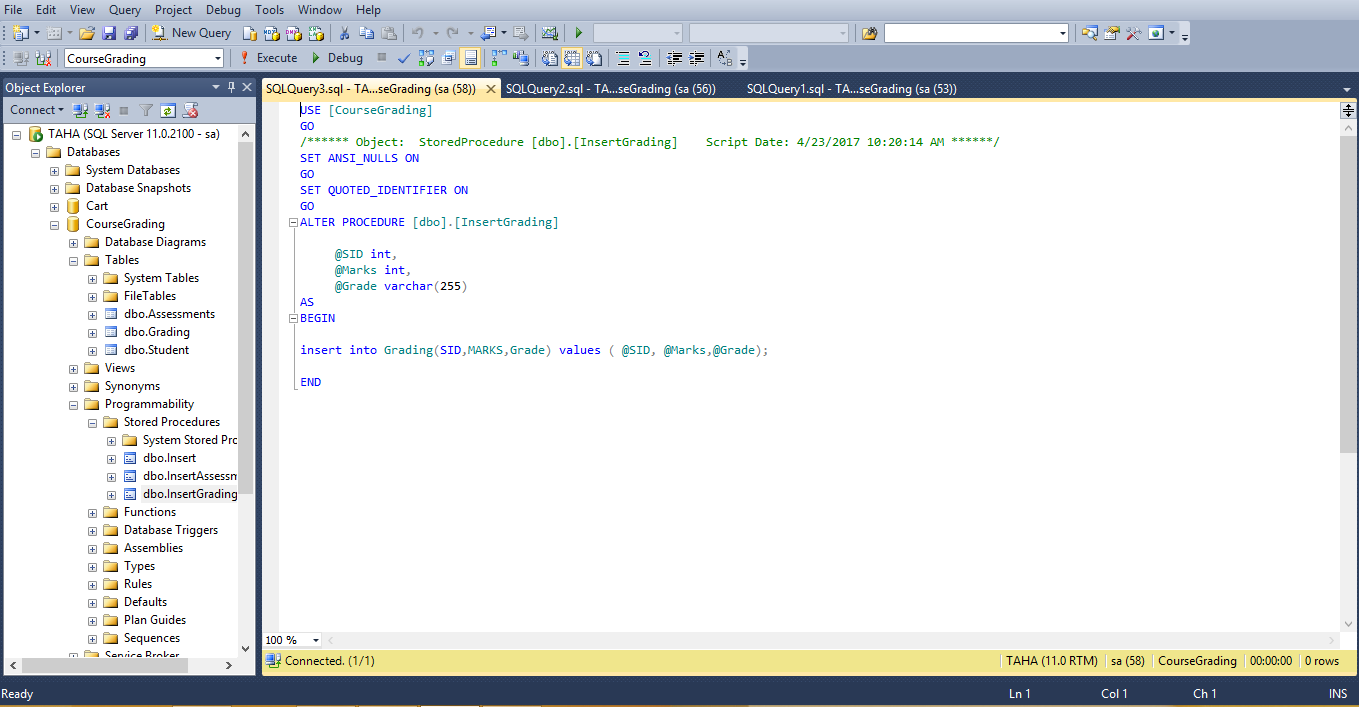 File Edit View Query Project Debug Tools Window Help
New Query
CourseGrading Execute Debug
Object Explorer
Connect
TAHA (SQL Server 11.0.2100 - sa)
Databases
System Databases
Database Snapshots
Cart
CourseGrading
Database Diagrams
Tables
System Tables
FileTables
dbo.Assessments
dbo.Grading
dbo.Student
Views
Synonyms
Programmability
Stored Procedures
System Stored Prc
dbo.Insert
dbo.InsertAssessm
dbo.InsertGrading
Functions
Database Triggers
Assemblies
Types
Rules
Defaults
Plan Guides
Sequences
Service Broker
SQLQuery3.sql - TA...seGrading (sa (58)) SQLQuery2.sql - TA...seGrading (sa (56)) SQLQuery1.sql - TA...seGrading (sa (53))
USE [CourseGrading]
GO
/****** Object:  StoredProcedure [dbo].[InsertGrading]    Script Date: 4/23/2017 10:20:14 AM ******/
SET ANSI_NULLS ON
GO
SET QUOTED_IDENTIFIER ON
GO
ALTER PROCEDURE [dbo].[InsertGrading]
@SID int,
@Marks int,
@Grade varchar(255)
AS
BEGIN
insert into Grading(SID,MARKS,Grade) values ( @SID, @Marks,@Grade);
END
100 %
Connected. (1/1) TAHA (11.0 RTM) sa (58) CourseGrading 00:00:00 0 rows
Ready Ln 1 Col 1 Ch 1 INS